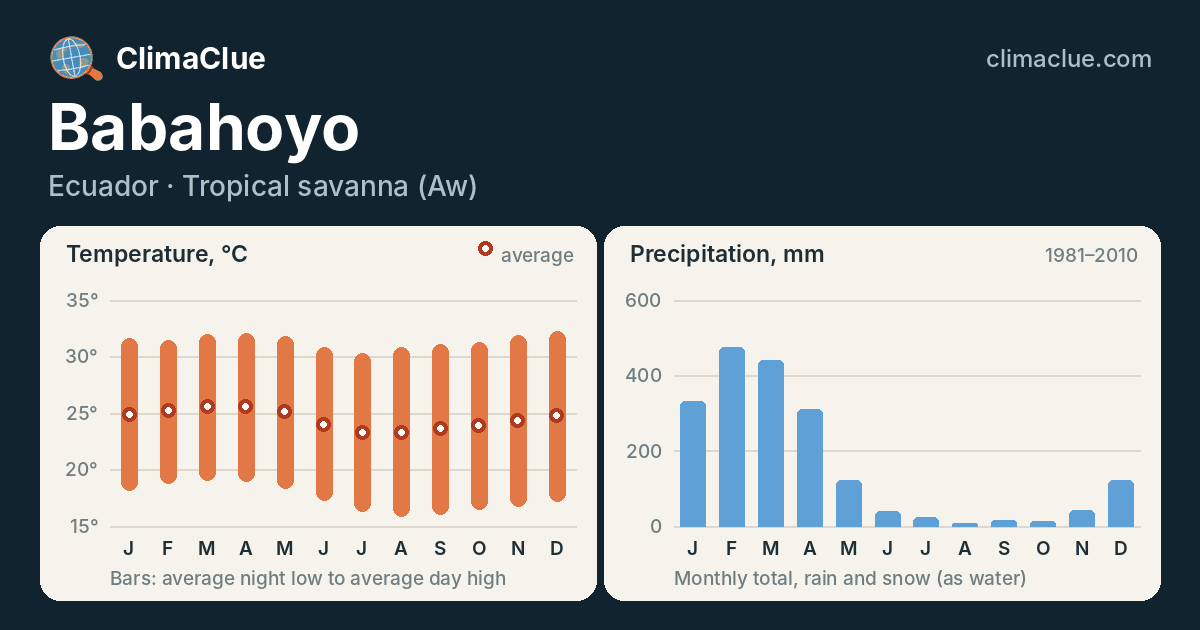 ClimaClue
climaclue.com
Babahoyo
Ecuador · Tropical savanna (Aw)
Temperature, °C
average
35°
30°
25°
20°
15°
J F M A M J J A S O N D
Bars: average night low to average day high
Precipitation, mm
1981–2010
600
400
200
0
J F M A M J J A S O N D
Monthly total, rain and snow (as water)